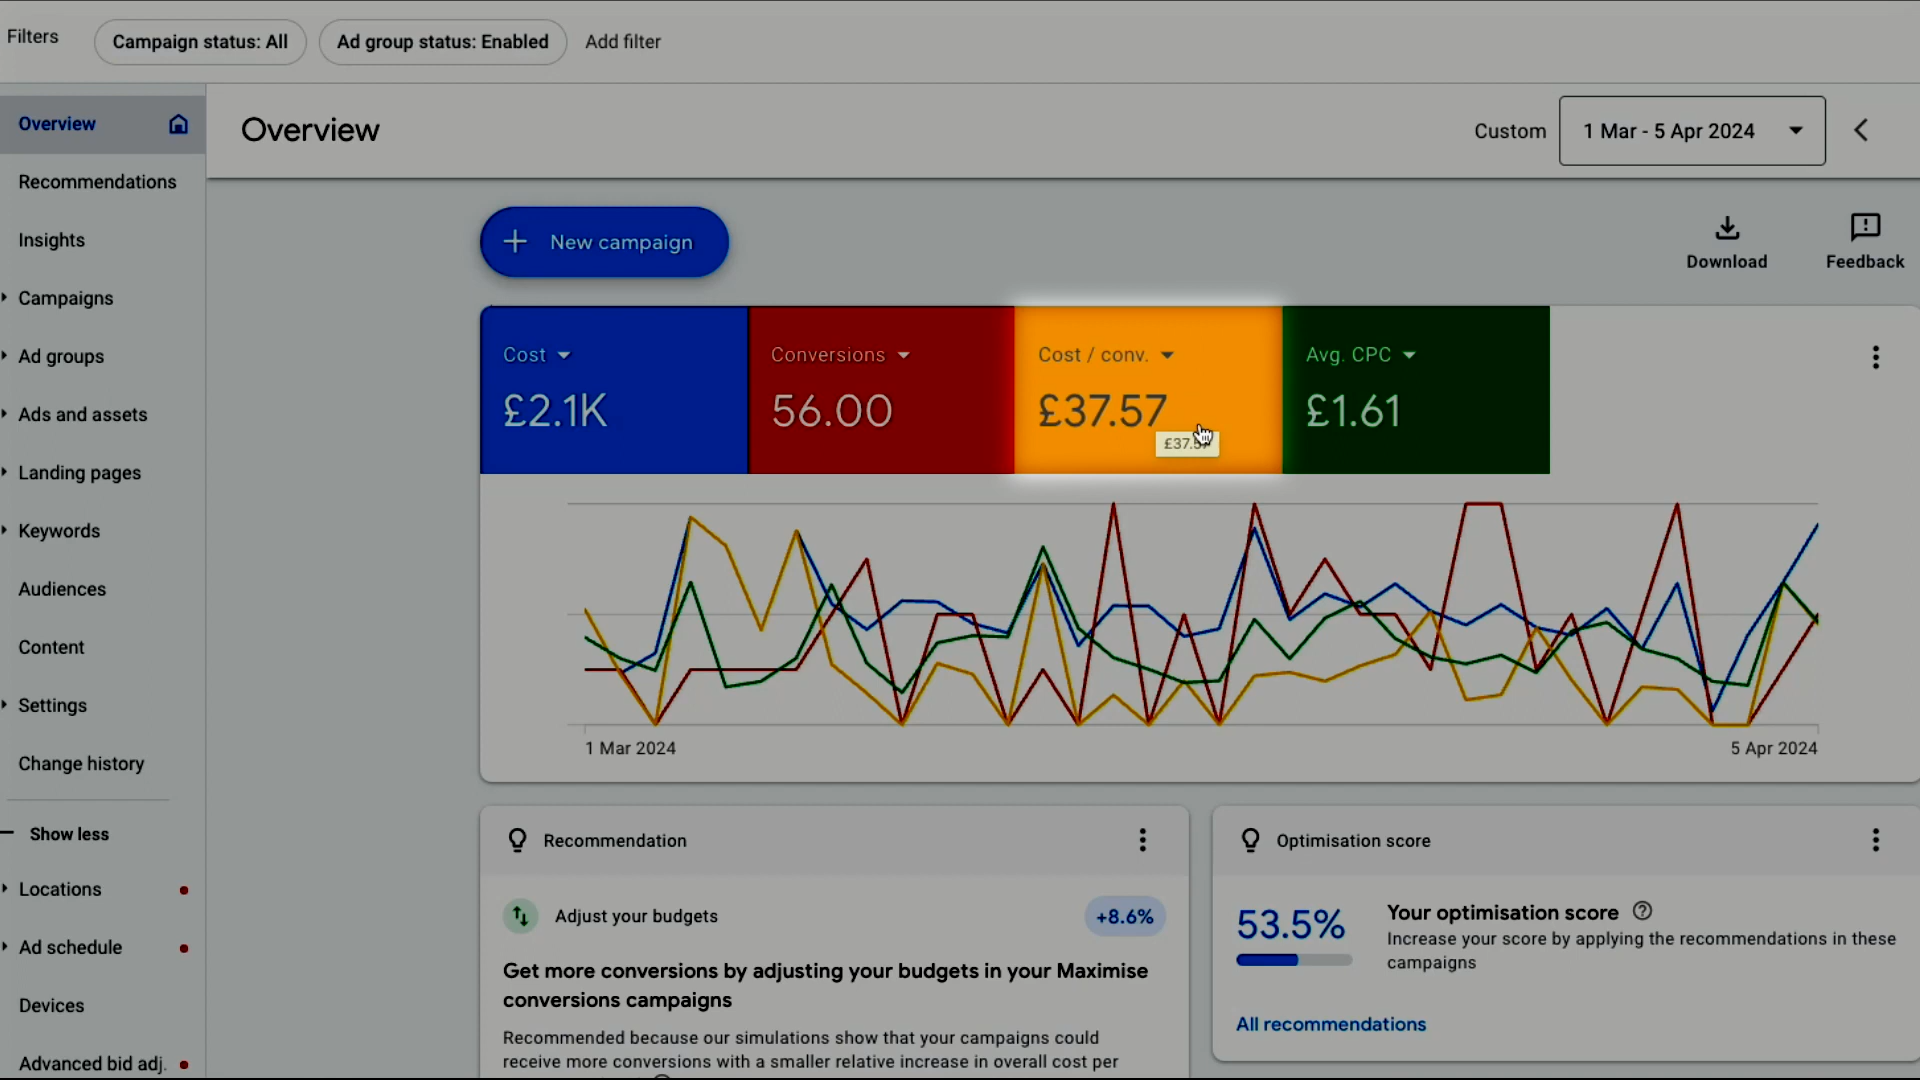 Filters
Campaign status: All
Ad group status: Enabled
Add filter
Overview
Recommendations
Insights
Campaigns
Ad groups
Ads and assets
Landing pages
Keywords
Audiences
Content
Settings
Change history
Show less
Locations
Ad schedule
Devices
Advanced bid adj.
Overview
Custom
1 Mar - 5 Apr 2024
New campaign
Download
Feedback
Cost
£2.1K
Conversions
56.00
Cost / conv.
£37.57
Avg. CPC
£1.61
1 Mar 2024
5 Apr 2024
Recommendation
Adjust your budgets
+8.6%
Get more conversions by adjusting your budgets in your Maximise
conversions campaigns
Recommended because our simulations show that your campaigns could
receive more conversions with a smaller relative increase in overall cost per
Optimisation score
53.5%
Your optimisation score
Increase your score by applying the recommendations in these
campaigns
All recommendations